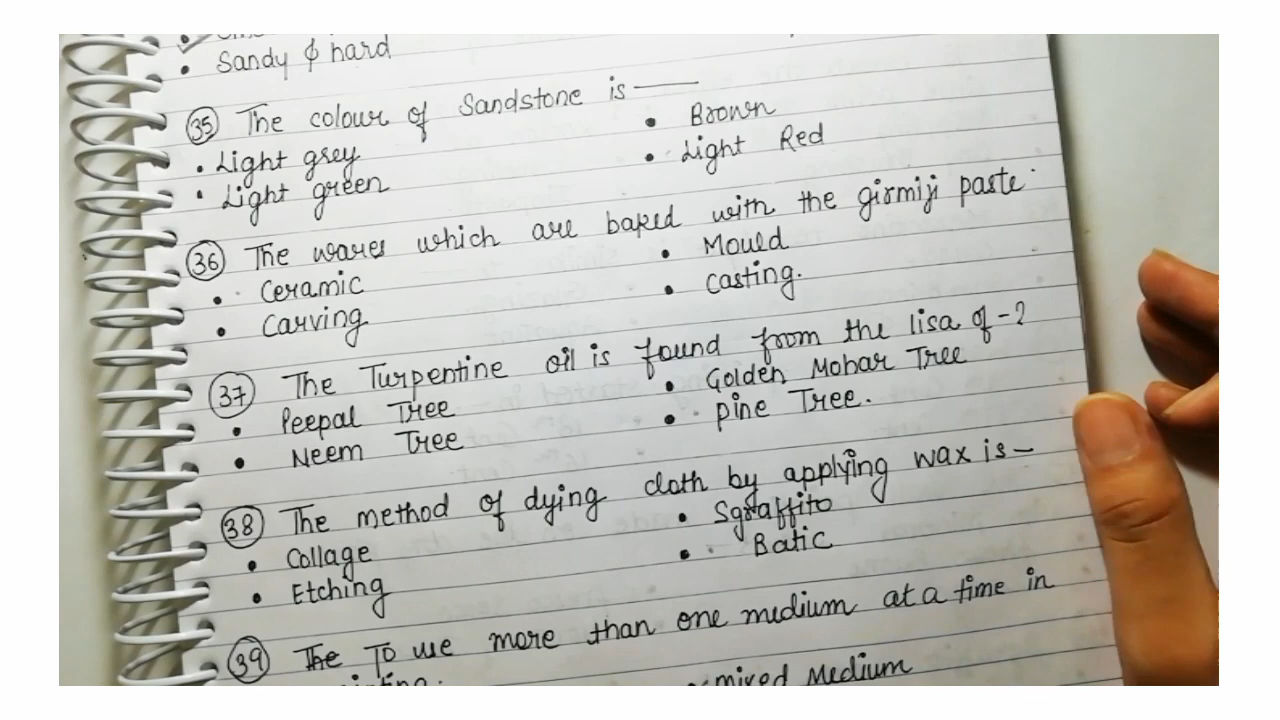 • Sandy & hard
35 The colour of Sandstone is ——
• Light grey • Brown
• Light green • Light Red
36 The wares which are baked with the girmiji paste.
• Ceramic • Mould
• Carving • Casting.
37 The Turpentine oil is found from the lisa of -?
• Peepal Tree • Golden Mohar Tree
• Neem Tree • pine Tree.
38 The method of dying cloth by applying wax is —
• Collage • Sgraffito
• Etching • Batic
39 The To use more than one medium at a time in
mixed Medium